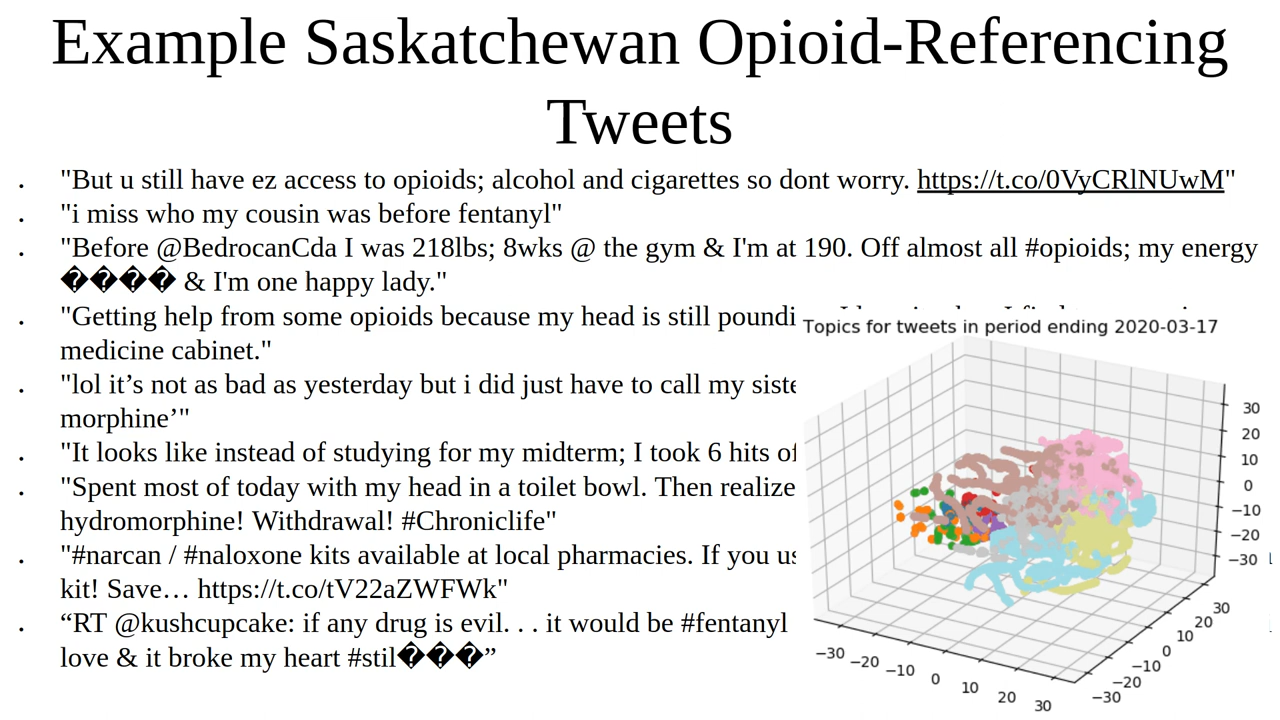 Example Saskatchewan Opioid-Referencing
Tweets
• "But u still have ez access to opioids; alcohol and cigarettes so dont worry. https://t.co/0VyCRlNUwM"
• "i miss who my cousin was before fentanyl"
• "Before @BedrocanCda I was 218lbs; 8wks @ the gym & I'm at 190. Off almost all #opioids; my energy
���� & I'm one happy lady."
• "Getting help from some opioids because my head is still
medicine cabinet."
• "lol it’s not as bad as yesterday but i did just have to call my
morphine’"
• "It looks like instead of studying for my midterm; I took 6 hits of
• "Spent most of today with my head in a toilet bowl. Then
hydromorphine! Withdrawal! #Chroniclife"
• "#narcan / #naloxone kits available at local pharmacies. If you
kit! Save… https://t.co/tV22aZWFWk"
• “RT @kushcupcake: if any drug is evil. . . it would be #fentanyl
love & it broke my heart #stil���”
Topics for tweets in period ending 2020-03-17
30
20
10
0
−10
−20
−30
−30 −20 −10 0 10 20 30
30
20
10
0
−10
−20
−30